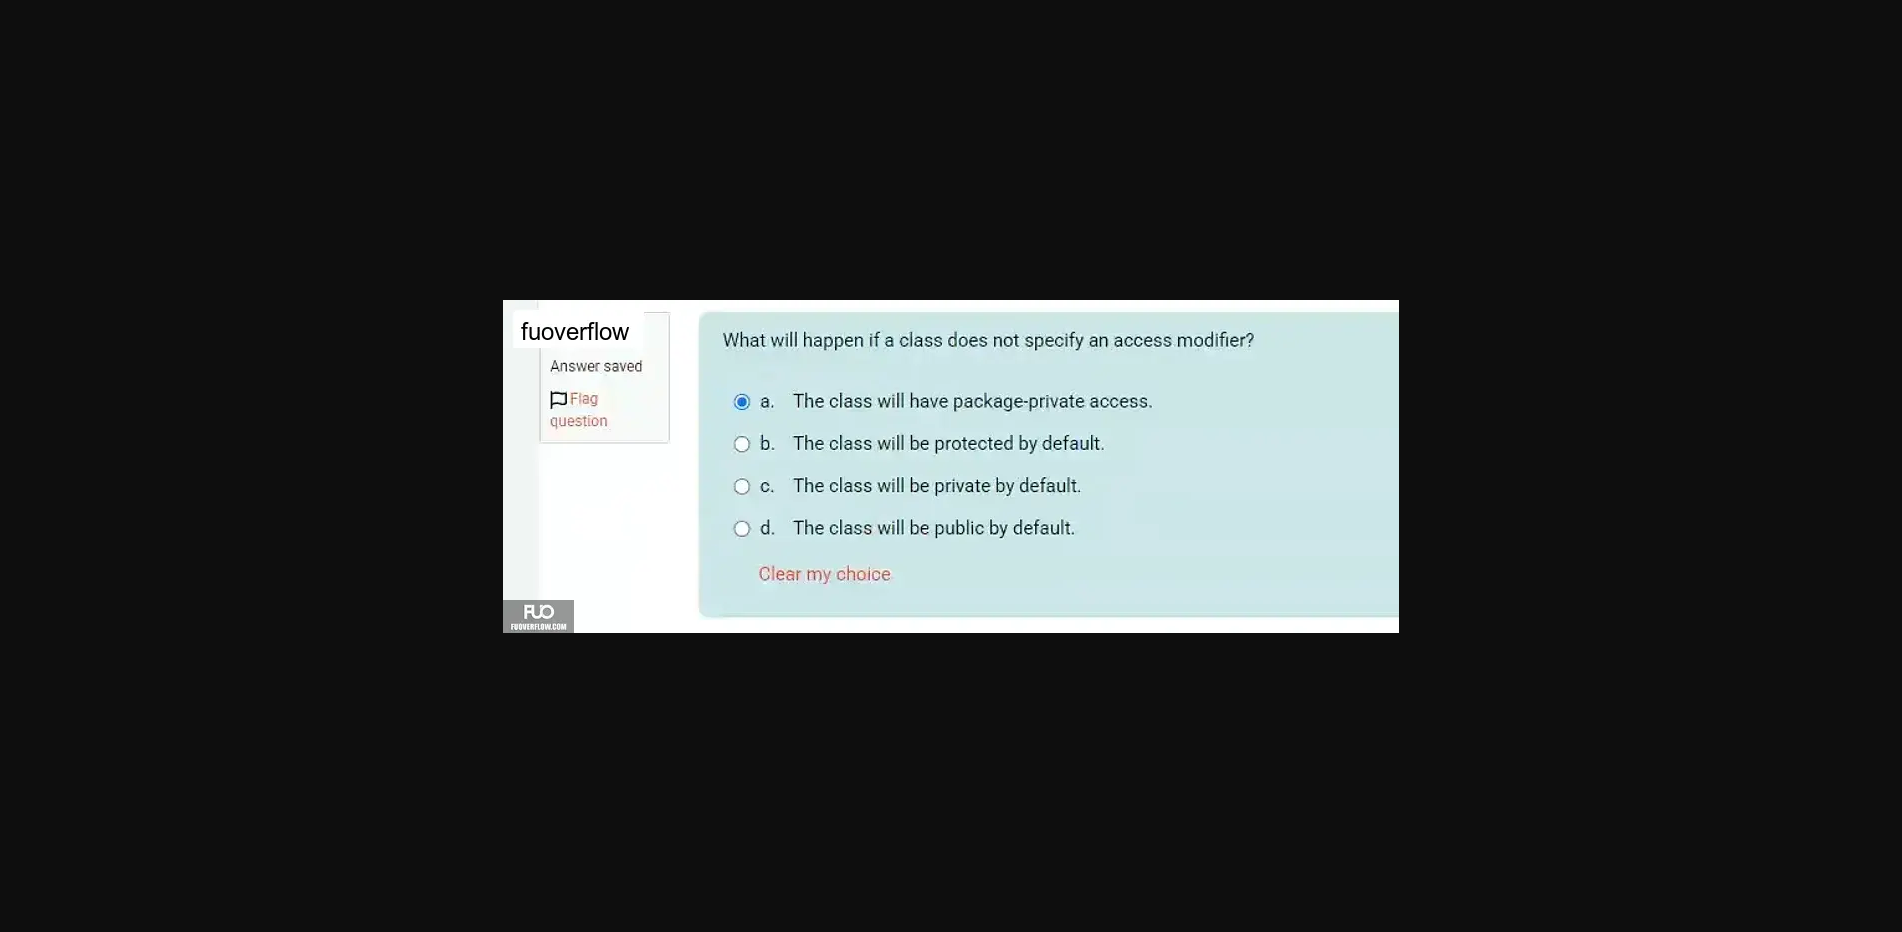 fuoverflow
Answer saved
Flag
question
What will happen if a class does not specify an access modifier?
a. The class will have package-private access.
b. The class will be protected by default.
c. The class will be private by default.
d. The class will be public by default.
Clear my choice
FUO
FUOVERFLOW.COM